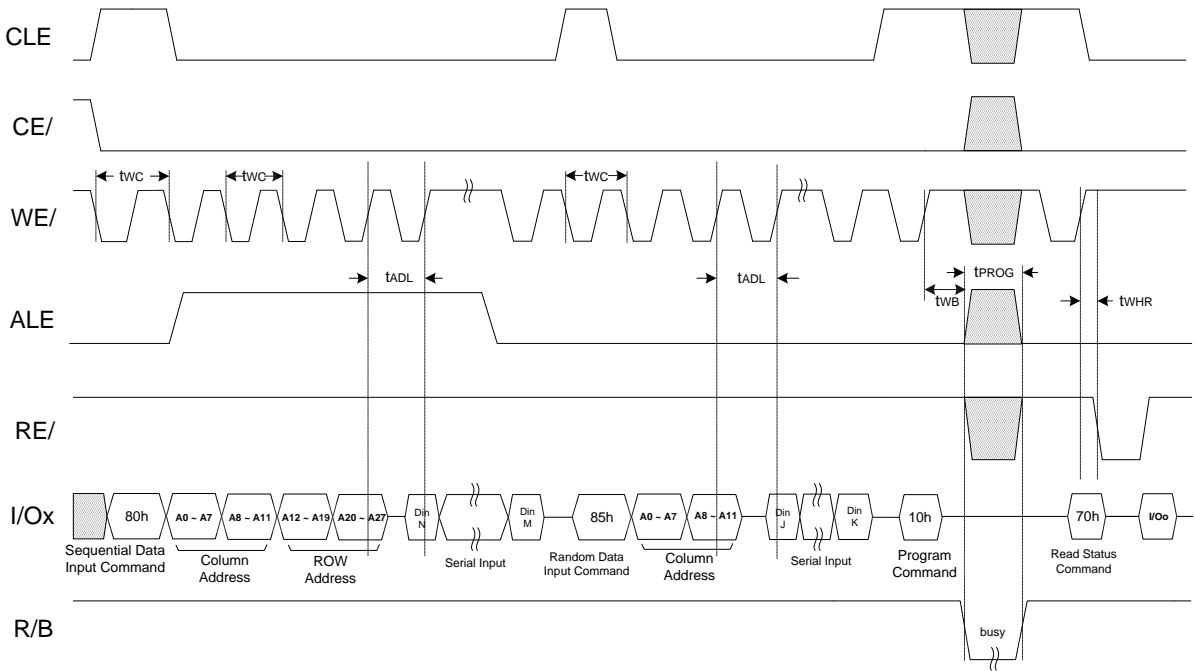 CLE
CE/
tWC
tWC
tWC
WE/
tADL
tADL
tPROG
tWB
tWHR
ALE
RE/
I/Ox
80h
A0 ~ A7
A8 ~ A11
A12 ~ A19
A20 ~ A27
Din
N
Din
M
85h
A0 ~ A7
A8 ~ A11
Din
J
Din
K
10h
70h
I/Oo
Sequential Data
Input Command
Column
Address
ROW
Address
Serial Input
Random Data
Input Command
Column
Address
Serial Input
Program
Command
Read Status
Command
R/B
busy